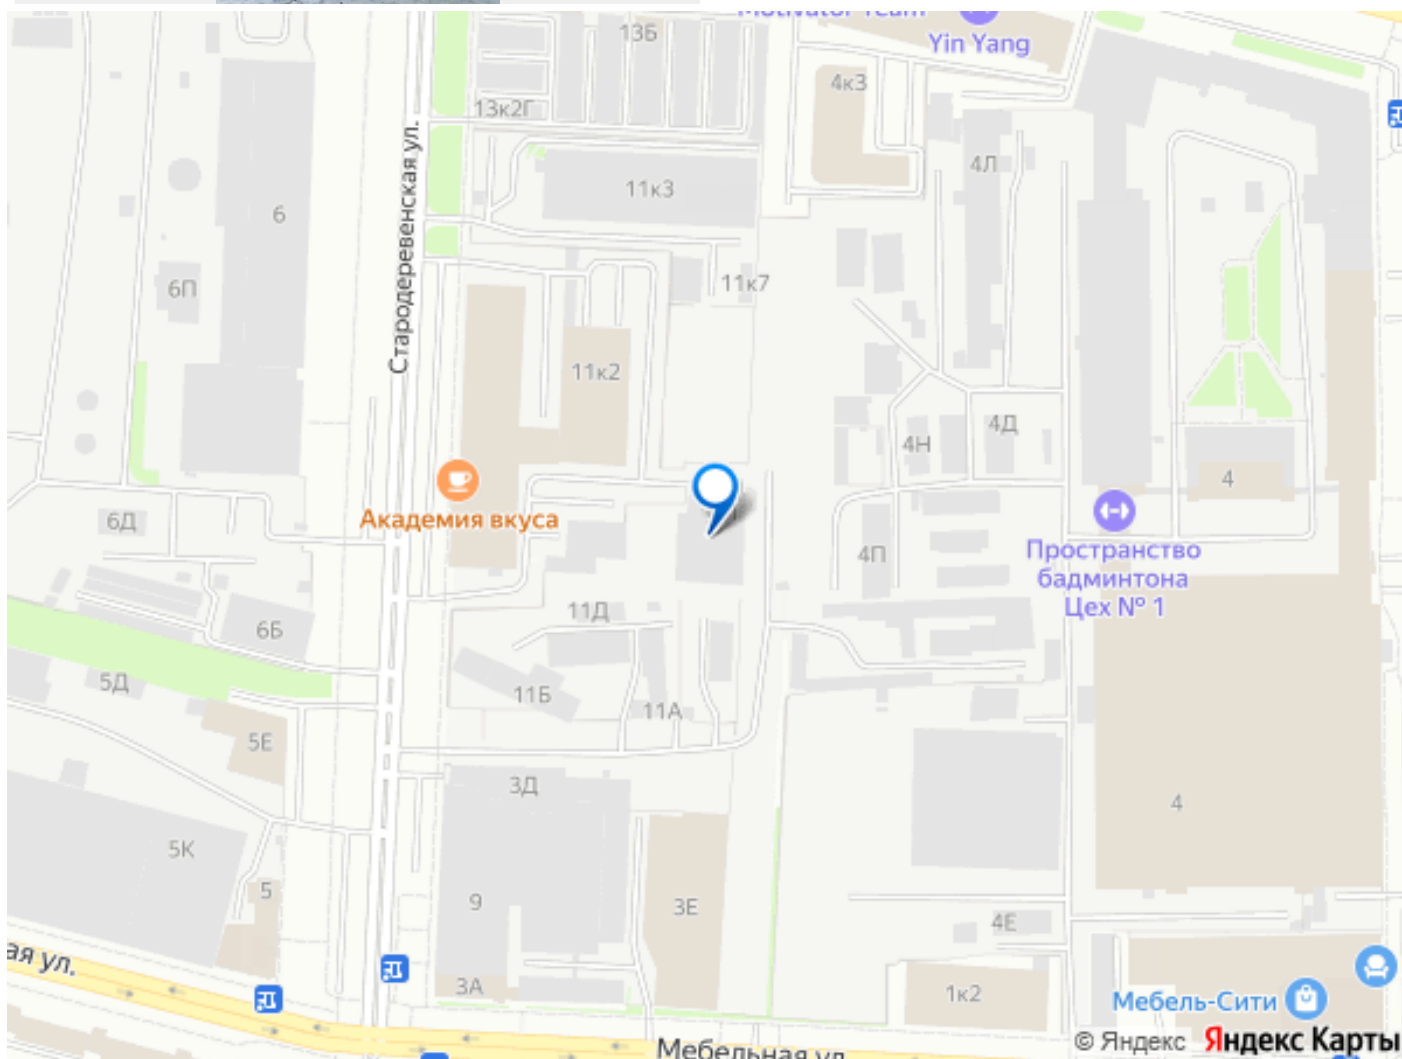 Yin Yang
13Б
4к3
13к2Г
4Л
11к3
Стародеревенская ул.
6
6П
11к7
11к2
4Н
4Д
4
Академия вкуса
6Д
Пространство
бадминтона
Цех № 1
4П
11Д
6Б
5Д
11Б
11А
5Е
3Д
4
5К
5
9
3Е
4Е
ая ул.
3А
1к2
Мебель-Сити
Мебельная ул.
© Яндекс Яндекс Карты